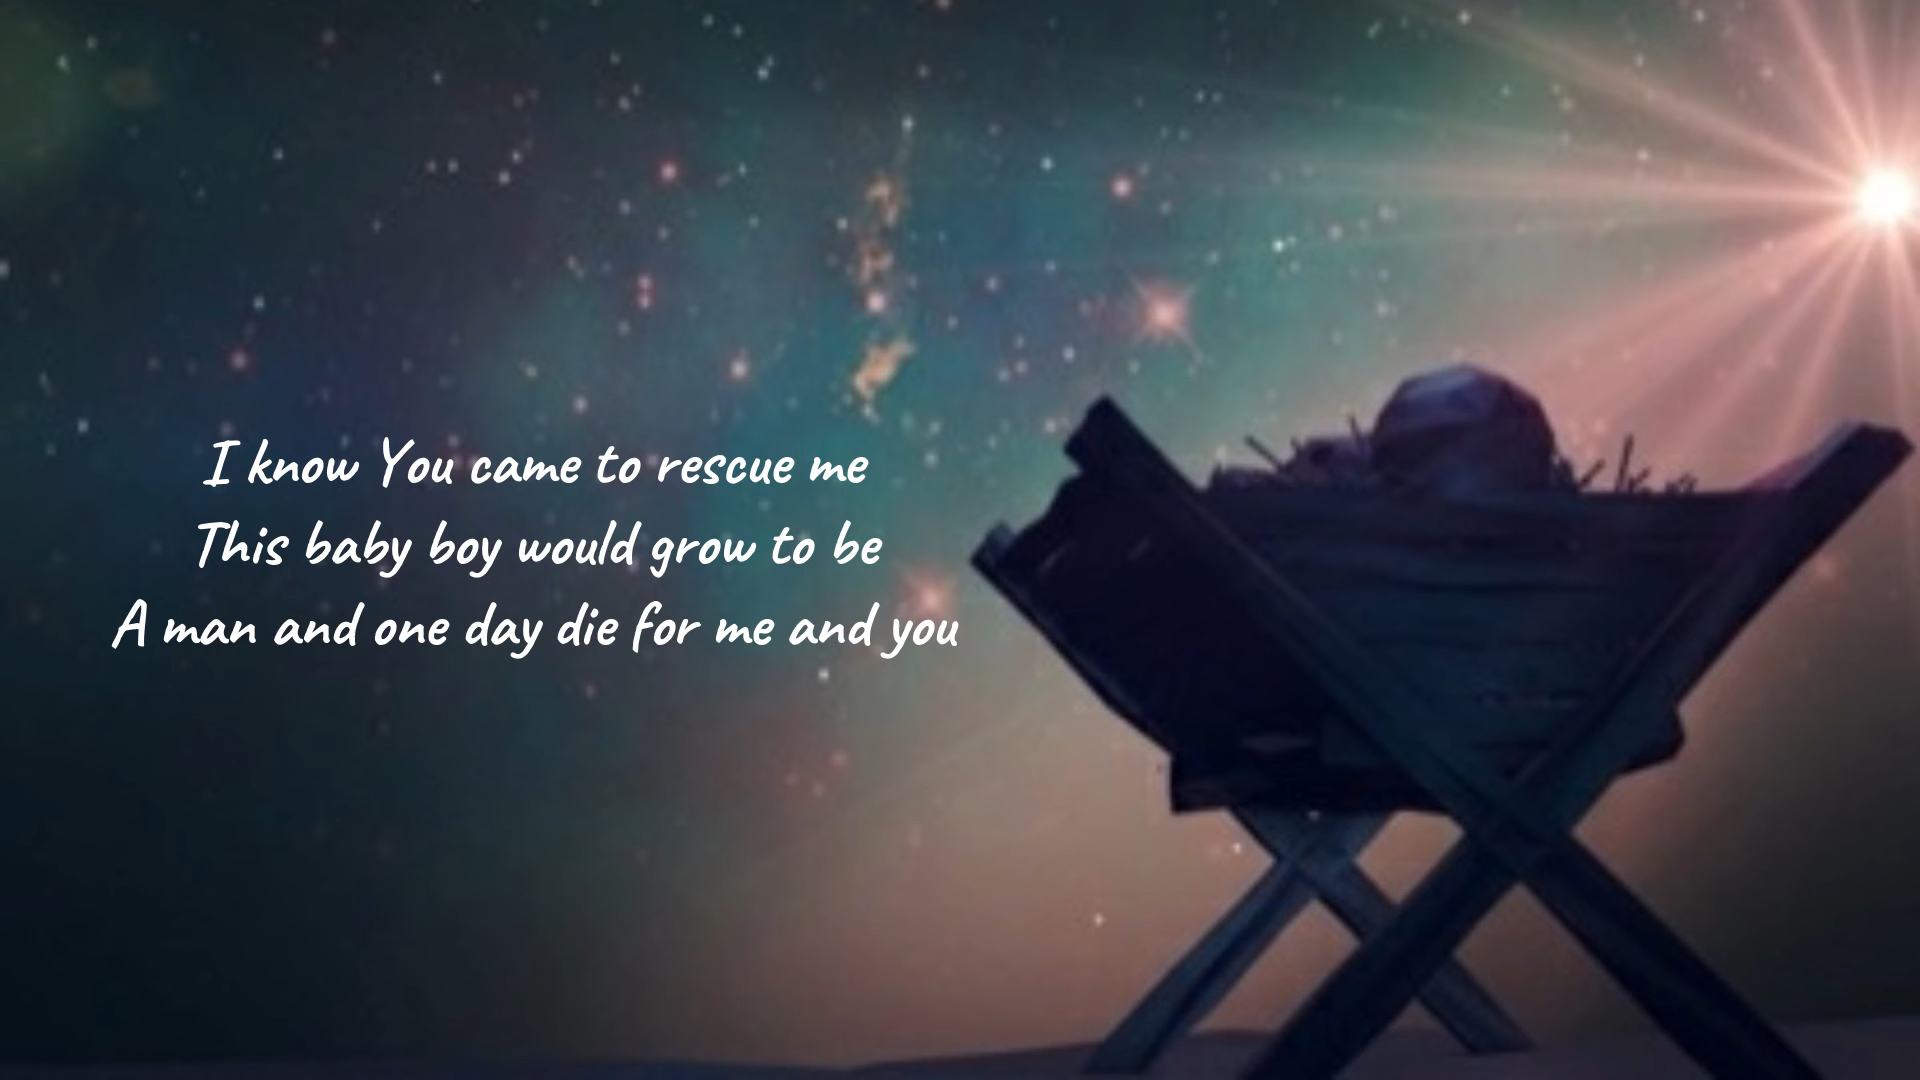 I know You came to rescue me
This baby boy would grow to be
A man and one day die for me and you